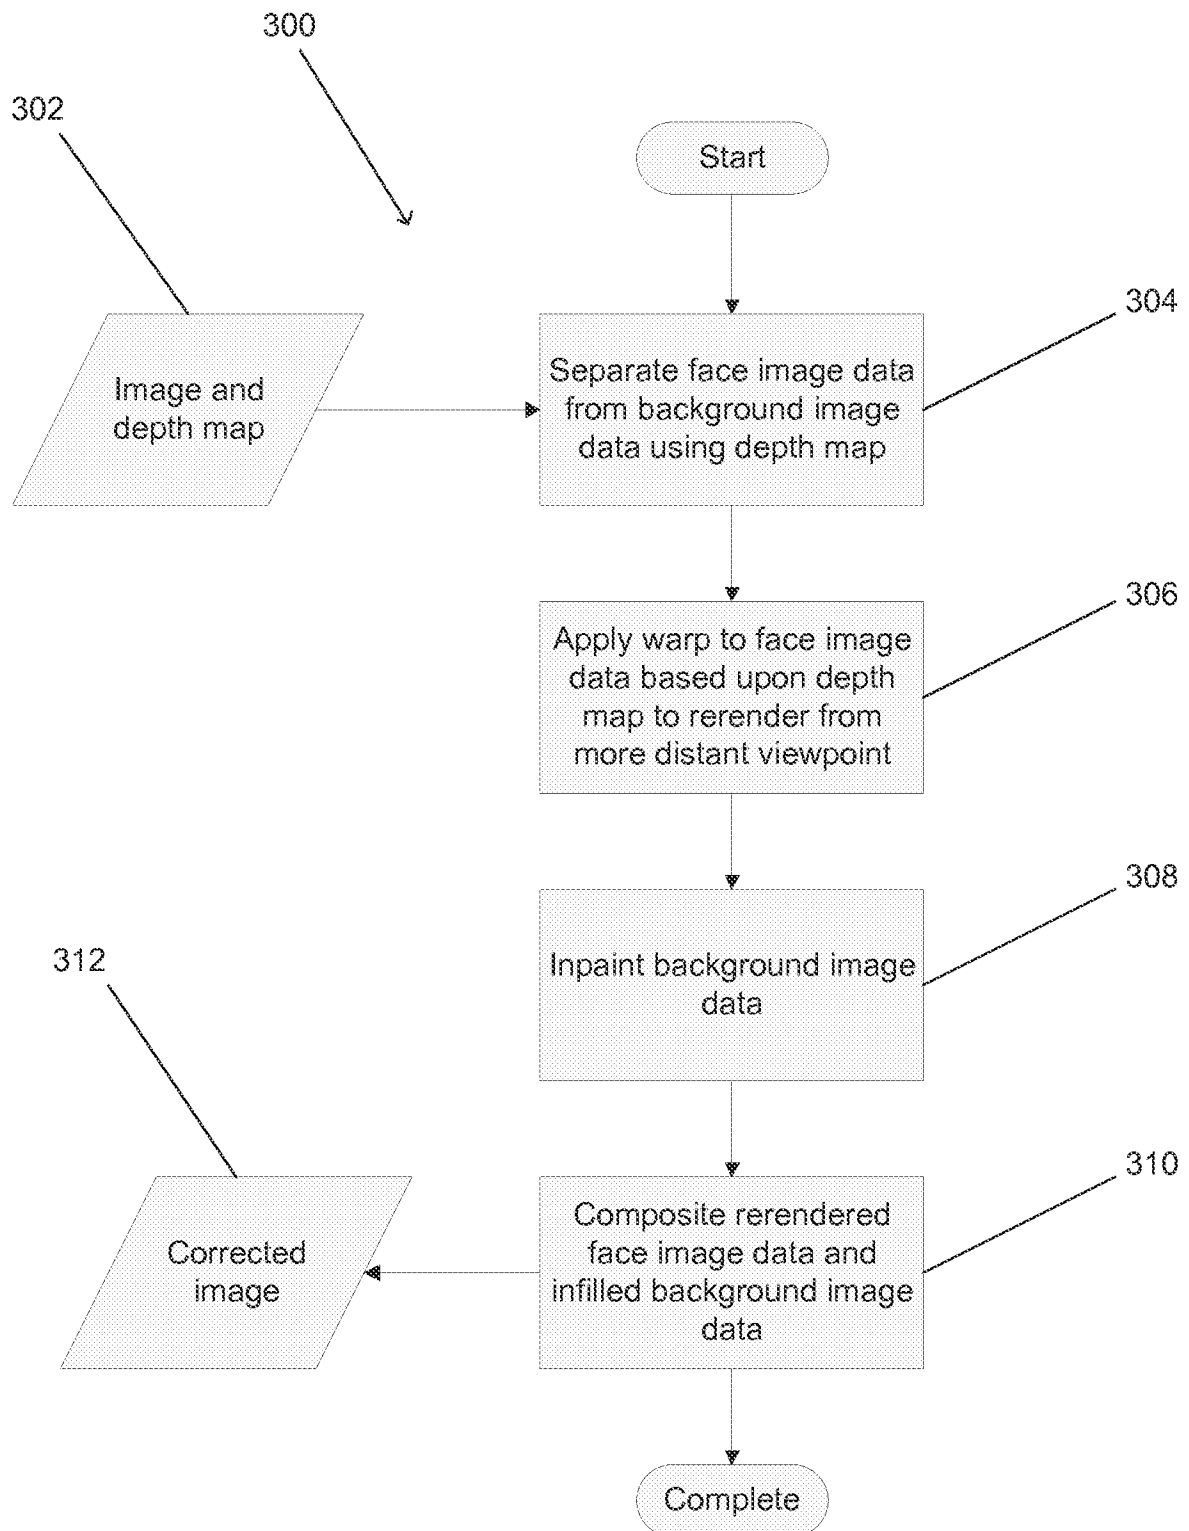 300
302
Start
304
Image and
depth map
Separate face image data
from background image
data using depth map
306
Apply warp to face image
data based upon depth
map to rerender from
more distant viewpoint
308
Inpaint background image
data
312
310
Corrected
image
Composite rerendered
face image data and
infilled background image
data
Complete